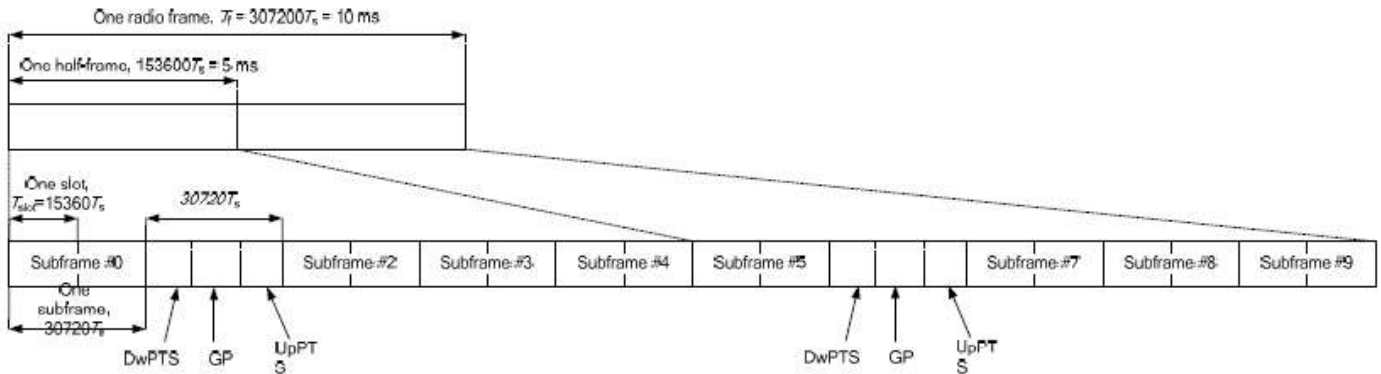 One radio frame, Tf = 307200Ts = 10 ms
One half-frame, 153600Ts = 5 ms
One slot,
Tslot=15360Ts
30720Ts
Subframe #0
Subframe #2
Subframe #3
Subframe #4
Subframe #5
Subframe #7
Subframe #8
Subframe #9
One
subframe,
30720Ts
DwPTS
GP
UpPT
S
DwPTS
GP
UpPT
S